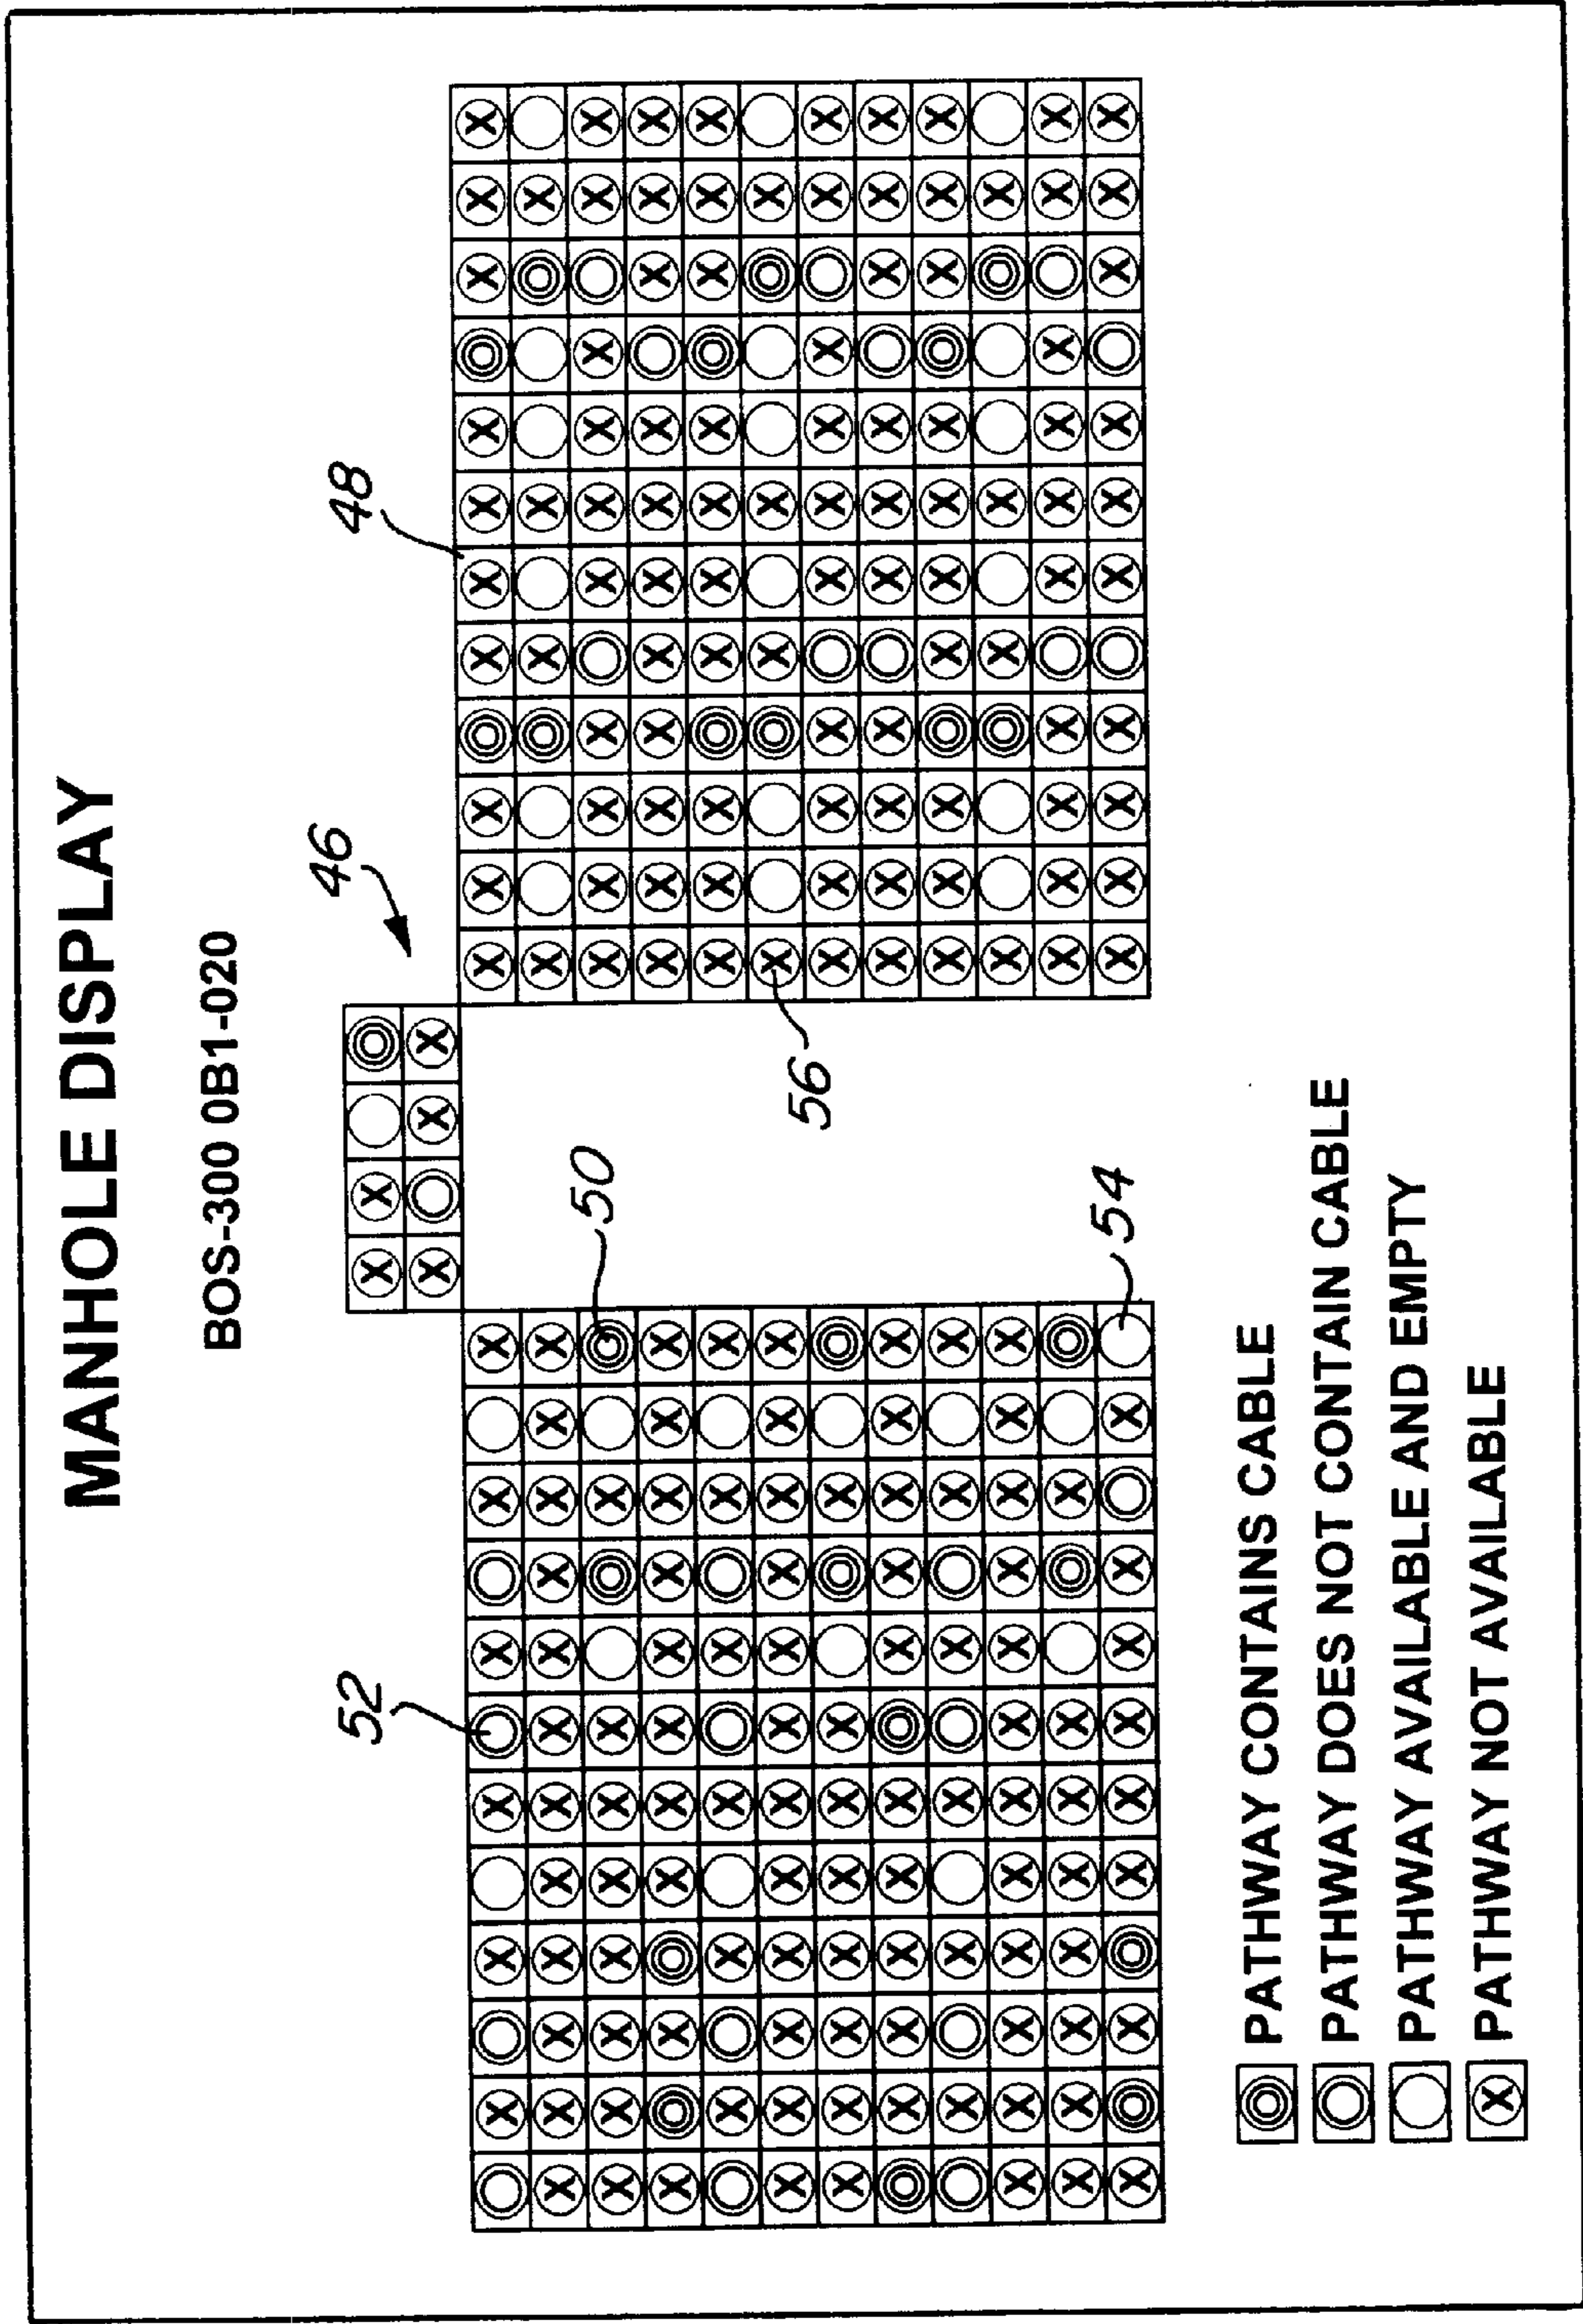 MANHOLE DISPLAY
BOS-300 0B1-020
46
48
50
52
54
56
PATHWAY CONTAINS CABLE
PATHWAY DOES NOT CONTAIN CABLE
PATHWAY AVAILABLE AND EMPTY
X PATHWAY NOT AVAILABLE